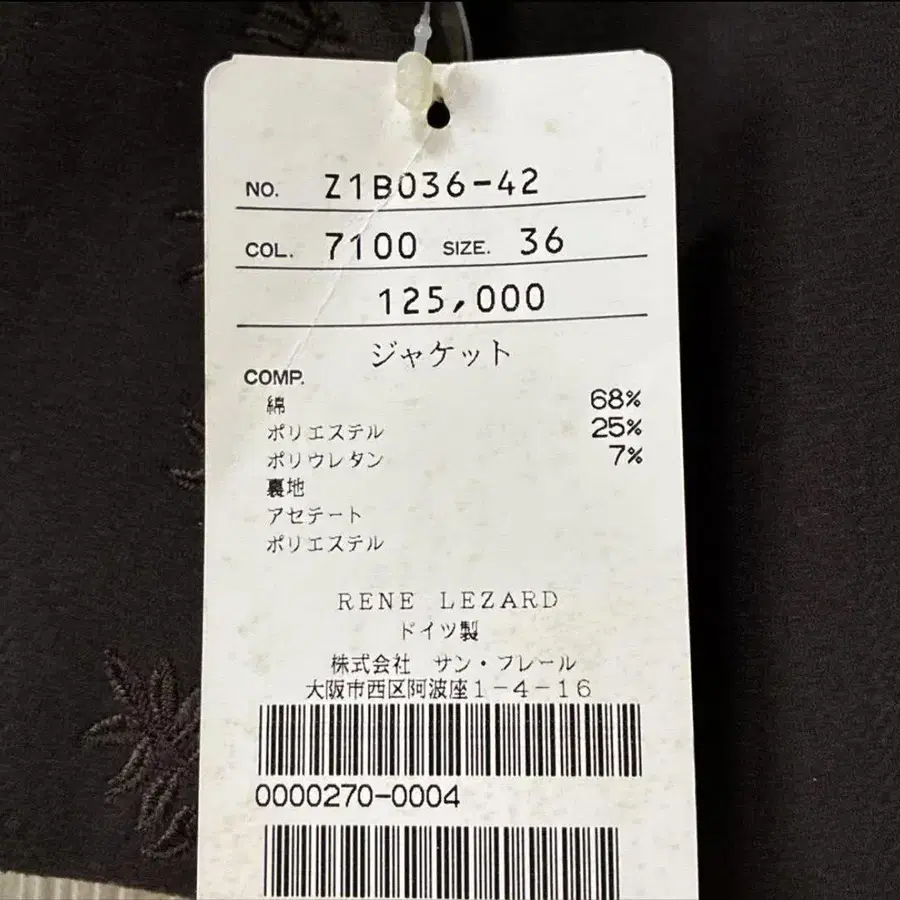 NO. Z1B036-42
COL. 7100 SIZE. 36
125,000
ジャケット
COMP.
綿 68%
ポリエステル 25%
ポリウレタン 7%
裏地
アセテート
ポリエステル
RENE LEZARD
ドイツ製
株式会社 サン・フレール
大阪市西区阿波座1-4-16
0000270-0004